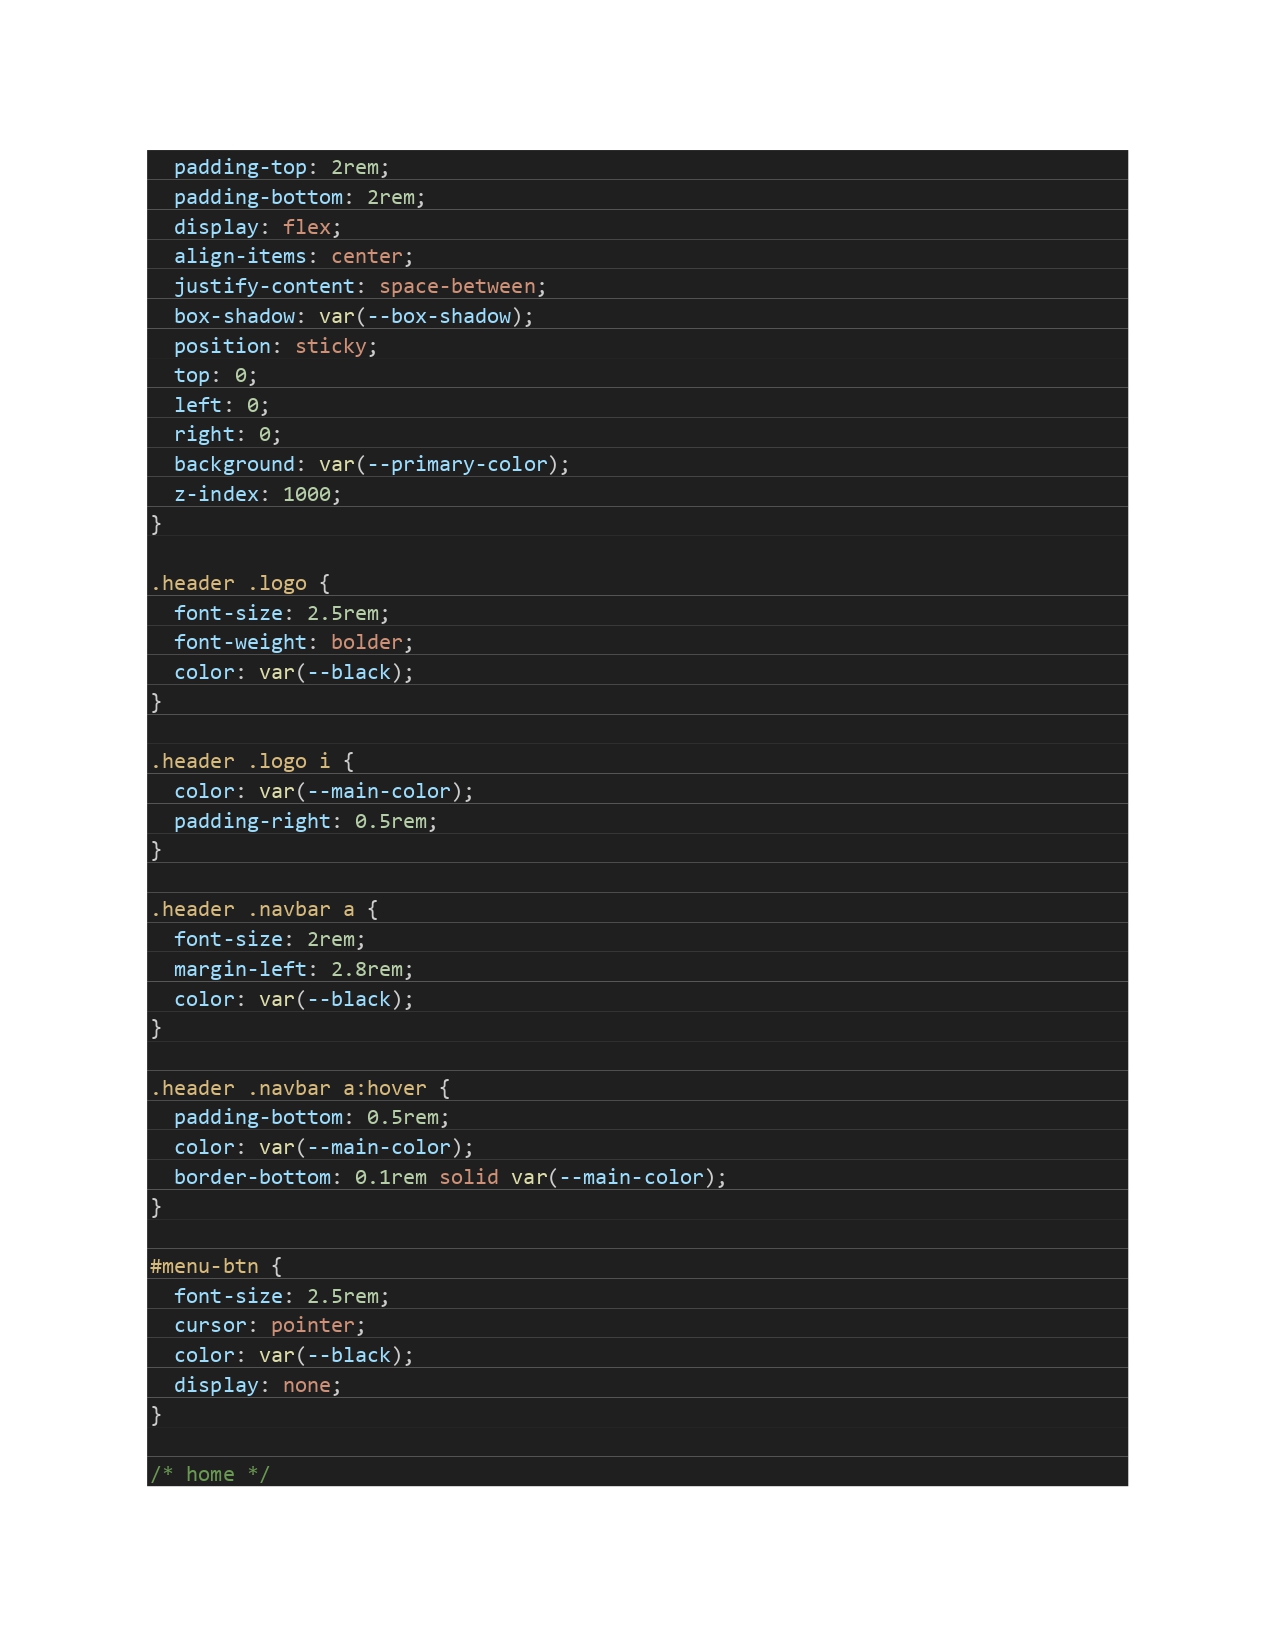 padding-top: 2rem;
  padding-bottom: 2rem;
  display: flex;
  align-items: center;
  justify-content: space-between;
  box-shadow: var(--box-shadow);
  position: sticky;
  top: 0;
  left: 0;
  right: 0;
  background: var(--primary-color);
  z-index: 1000;
}

.header .logo {
  font-size: 2.5rem;
  font-weight: bolder;
  color: var(--black);
}

.header .logo i {
  color: var(--main-color);
  padding-right: 0.5rem;
}

.header .navbar a {
  font-size: 2rem;
  margin-left: 2.8rem;
  color: var(--black);
}

.header .navbar a:hover {
  padding-bottom: 0.5rem;
  color: var(--main-color);
  border-bottom: 0.1rem solid var(--main-color);
}

#menu-btn {
  font-size: 2.5rem;
  cursor: pointer;
  color: var(--black);
  display: none;
}

/* home */